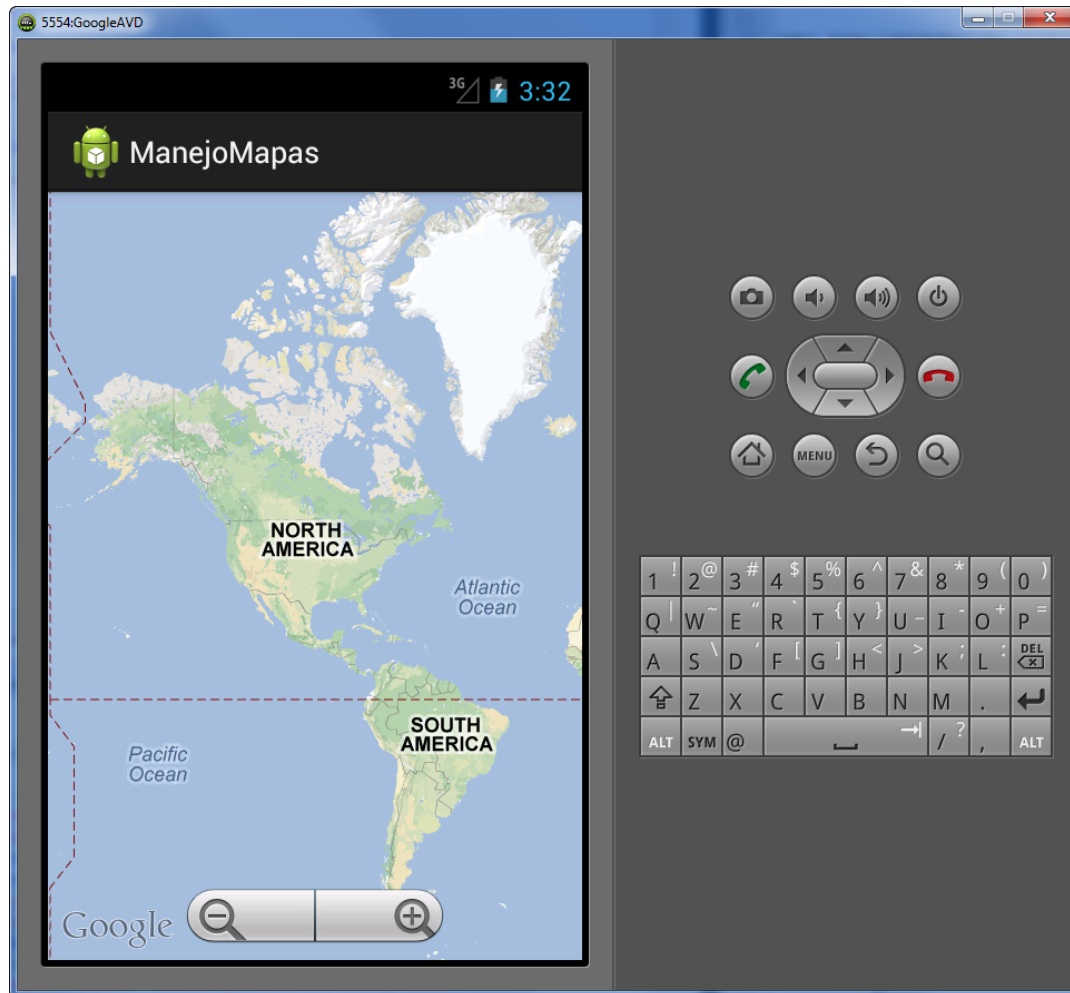 5554:GoogleAVD
3G 3:32
ManejoMapas
NORTH
AMERICA
Atlantic
Ocean
SOUTH
AMERICA
Pacific
Ocean
Google
MENU
1 ! 2 @ 3 # 4 $ 5 % 6 ^ 7 & 8 * 9 ( 0 )
Q | W ~ E " R ` T { Y } U _ I - O + P =
A S \ D ' F [ G ] H < J > K ; L : DEL
Z X C V B N M .
ALT SYM @ / ? , ALT